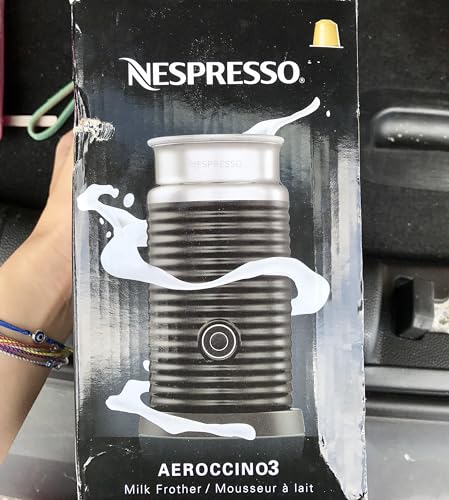 NESPRESSO®
NESPRESSO
AEROCCINO3
Milk Frother / Mousseur à lait